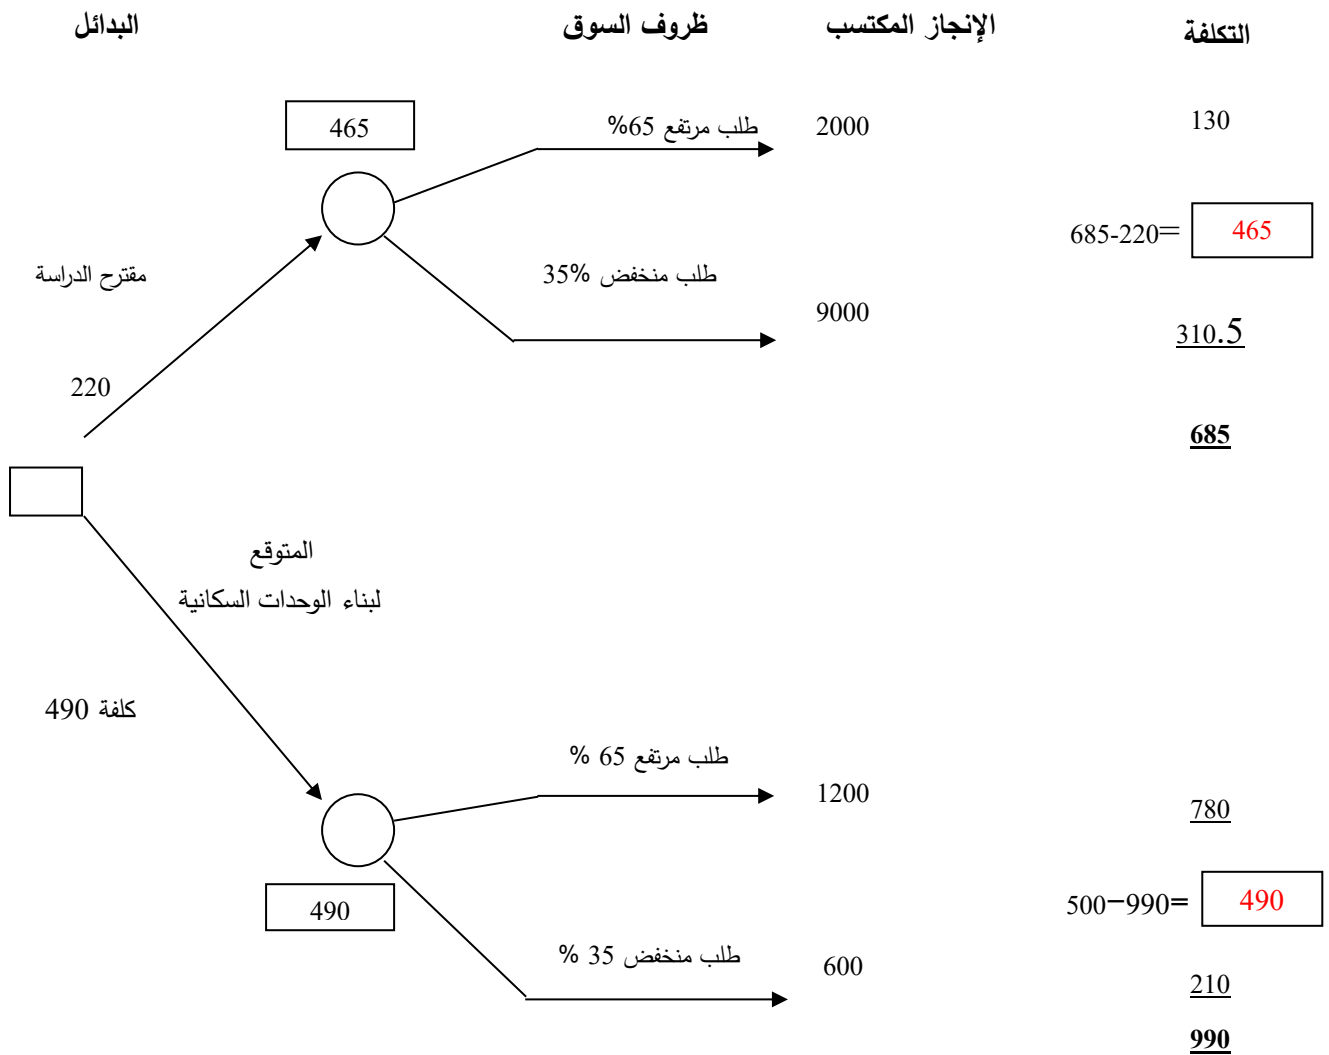 البدائل
ظروف السوق
الإنجاز المكتسب
التكلفة
465
طلب مرتفع 65%
2000
130
685-220=
465
مقترح الدراسة
طلب منخفض 35%
9000
310.5
220
685
المتوقع
لبناء الوحدات السكانية
كلفة 490
طلب مرتفع 65 %
1200
780
490
500-990=
490
طلب منخفض 35 %
600
210
990